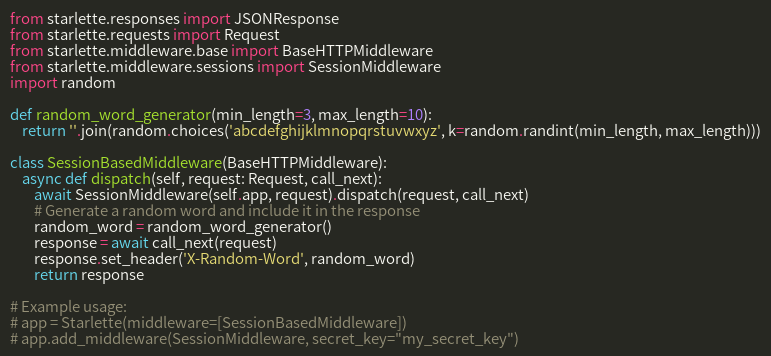 from starlette.responses import JSONResponse
from starlette.requests import Request
from starlette.middleware.base import BaseHTTPMiddleware
from starlette.middleware.sessions import SessionMiddleware
import random

def random_word_generator(min_length=3, max_length=10):
    return ''.join(random.choices('abcdefghijklmnopqrstuvwxyz', k=random.randint(min_length, max_length)))

class SessionBasedMiddleware(BaseHTTPMiddleware):
    async def dispatch(self, request: Request, call_next):
        await SessionMiddleware(self.app, request).dispatch(request, call_next)
        # Generate a random word and include it in the response
        random_word = random_word_generator()
        response = await call_next(request)
        response.set_header('X-Random-Word', random_word)
        return response

# Example usage:
# app = Starlette(middleware=[SessionBasedMiddleware])
# app.add_middleware(SessionMiddleware, secret_key="my_secret_key")